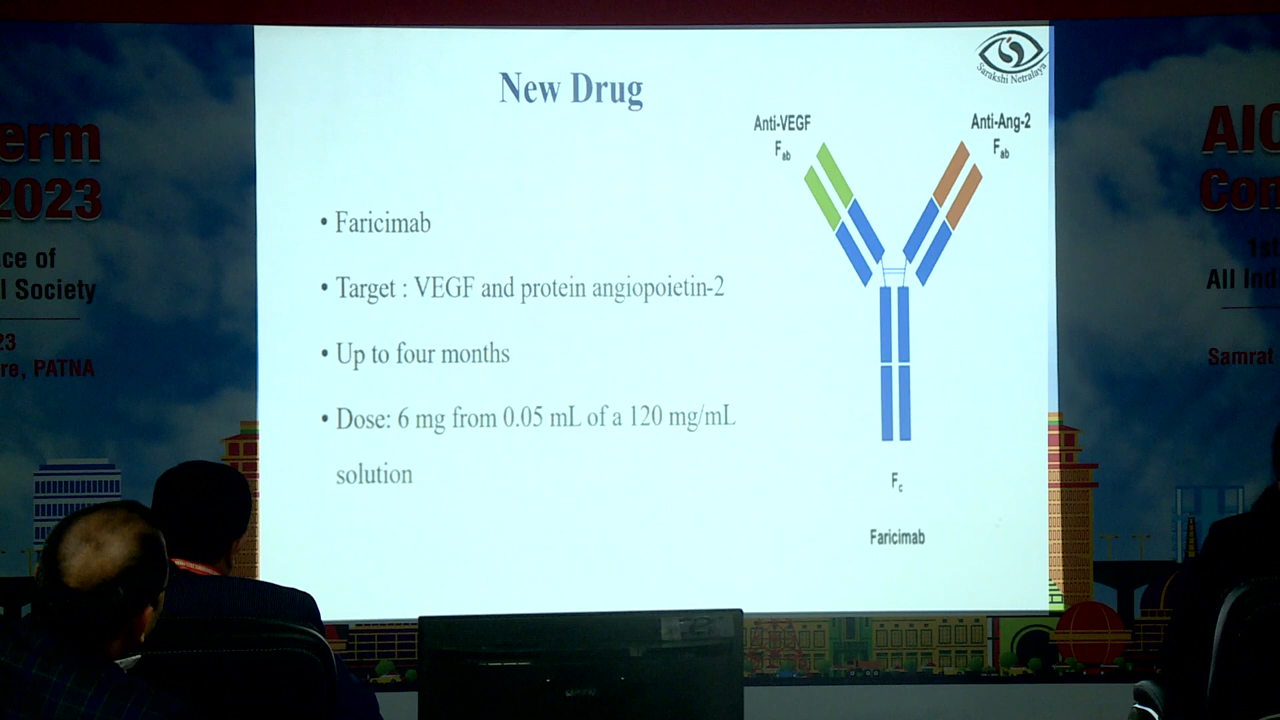 New Drug
Sarakshi Netralaya
• Faricimab
• Target : VEGF and protein angiopoietin-2
• Up to four months
• Dose: 6 mg from 0.05 mL of a 120 mg/mL
solution
Anti-VEGF
Fab
Anti-Ang-2
Fab
Fc
Faricimab
erm
2023
ce of
l Society
23
re, PATNA
AIO
Con
1st
All Ind
Samrat